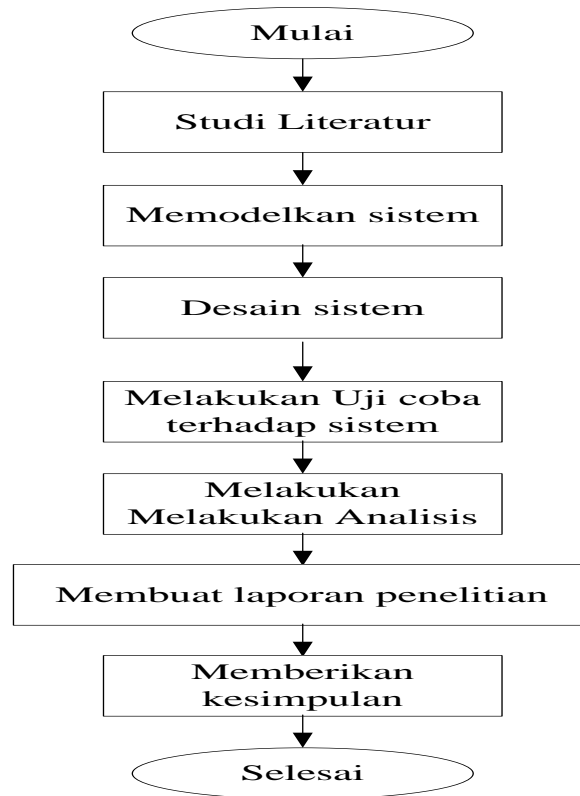 Mulai
Studi Literatur
Memodelkan sistem
Desain sistem
Melakukan Uji coba
terhadap sistem
Melakukan
Melakukan Analisis
Membuat laporan penelitian
Memberikan
kesimpulan
Selesai